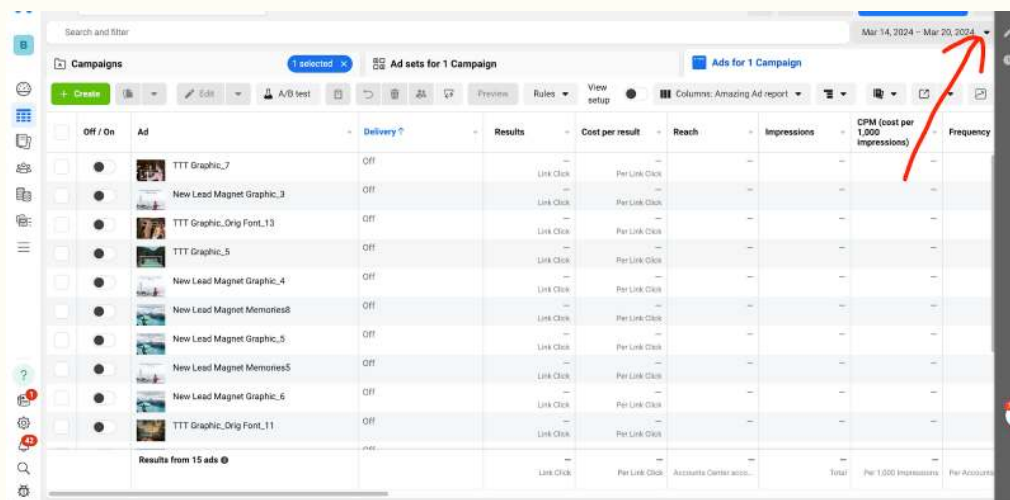 Search and filter
Mar 14, 2024 – Mar 20, 2024
B
Campaigns
1 selected ×
Ad sets for 1 Campaign
Ads for 1 Campaign
+ Create
Edit
A/B test
Preview
Rules
View setup
Columns: Amazing Ad report
Off / On
Ad
Delivery ↑
Results
Cost per result
Reach
Impressions
CPM (cost per 1,000 impressions)
Frequency
TTT Graphic_7
Off
—
—
—
—
—
Link Click
Per Link Click
New Lead Magnet Graphic_3
Off
—
—
—
—
—
Link Click
Per Link Click
TTT Graphic_Orig Font_13
Off
—
—
—
—
—
Link Click
Per Link Click
TTT Graphic_5
Off
—
—
—
—
—
Link Click
Per Link Click
New Lead Magnet Graphic_4
Off
—
—
—
—
—
Link Click
Per Link Click
New Lead Magnet Memories8
Off
—
—
—
—
—
Link Click
Per Link Click
New Lead Magnet Graphic_5
Off
—
—
—
—
—
Link Click
Per Link Click
New Lead Magnet Memories5
Off
—
—
—
—
—
Link Click
Per Link Click
New Lead Magnet Graphic_6
Off
—
—
—
—
—
Link Click
Per Link Click
TTT Graphic_Orig Font_11
Off
—
—
—
—
—
Link Click
Per Link Click
Results from 15 ads
—
—
—
—
—
Link Click
Per Link Click
Accounts Center acco...
Total
Per 1,000 Impressions
Per Accounts
?
1
42